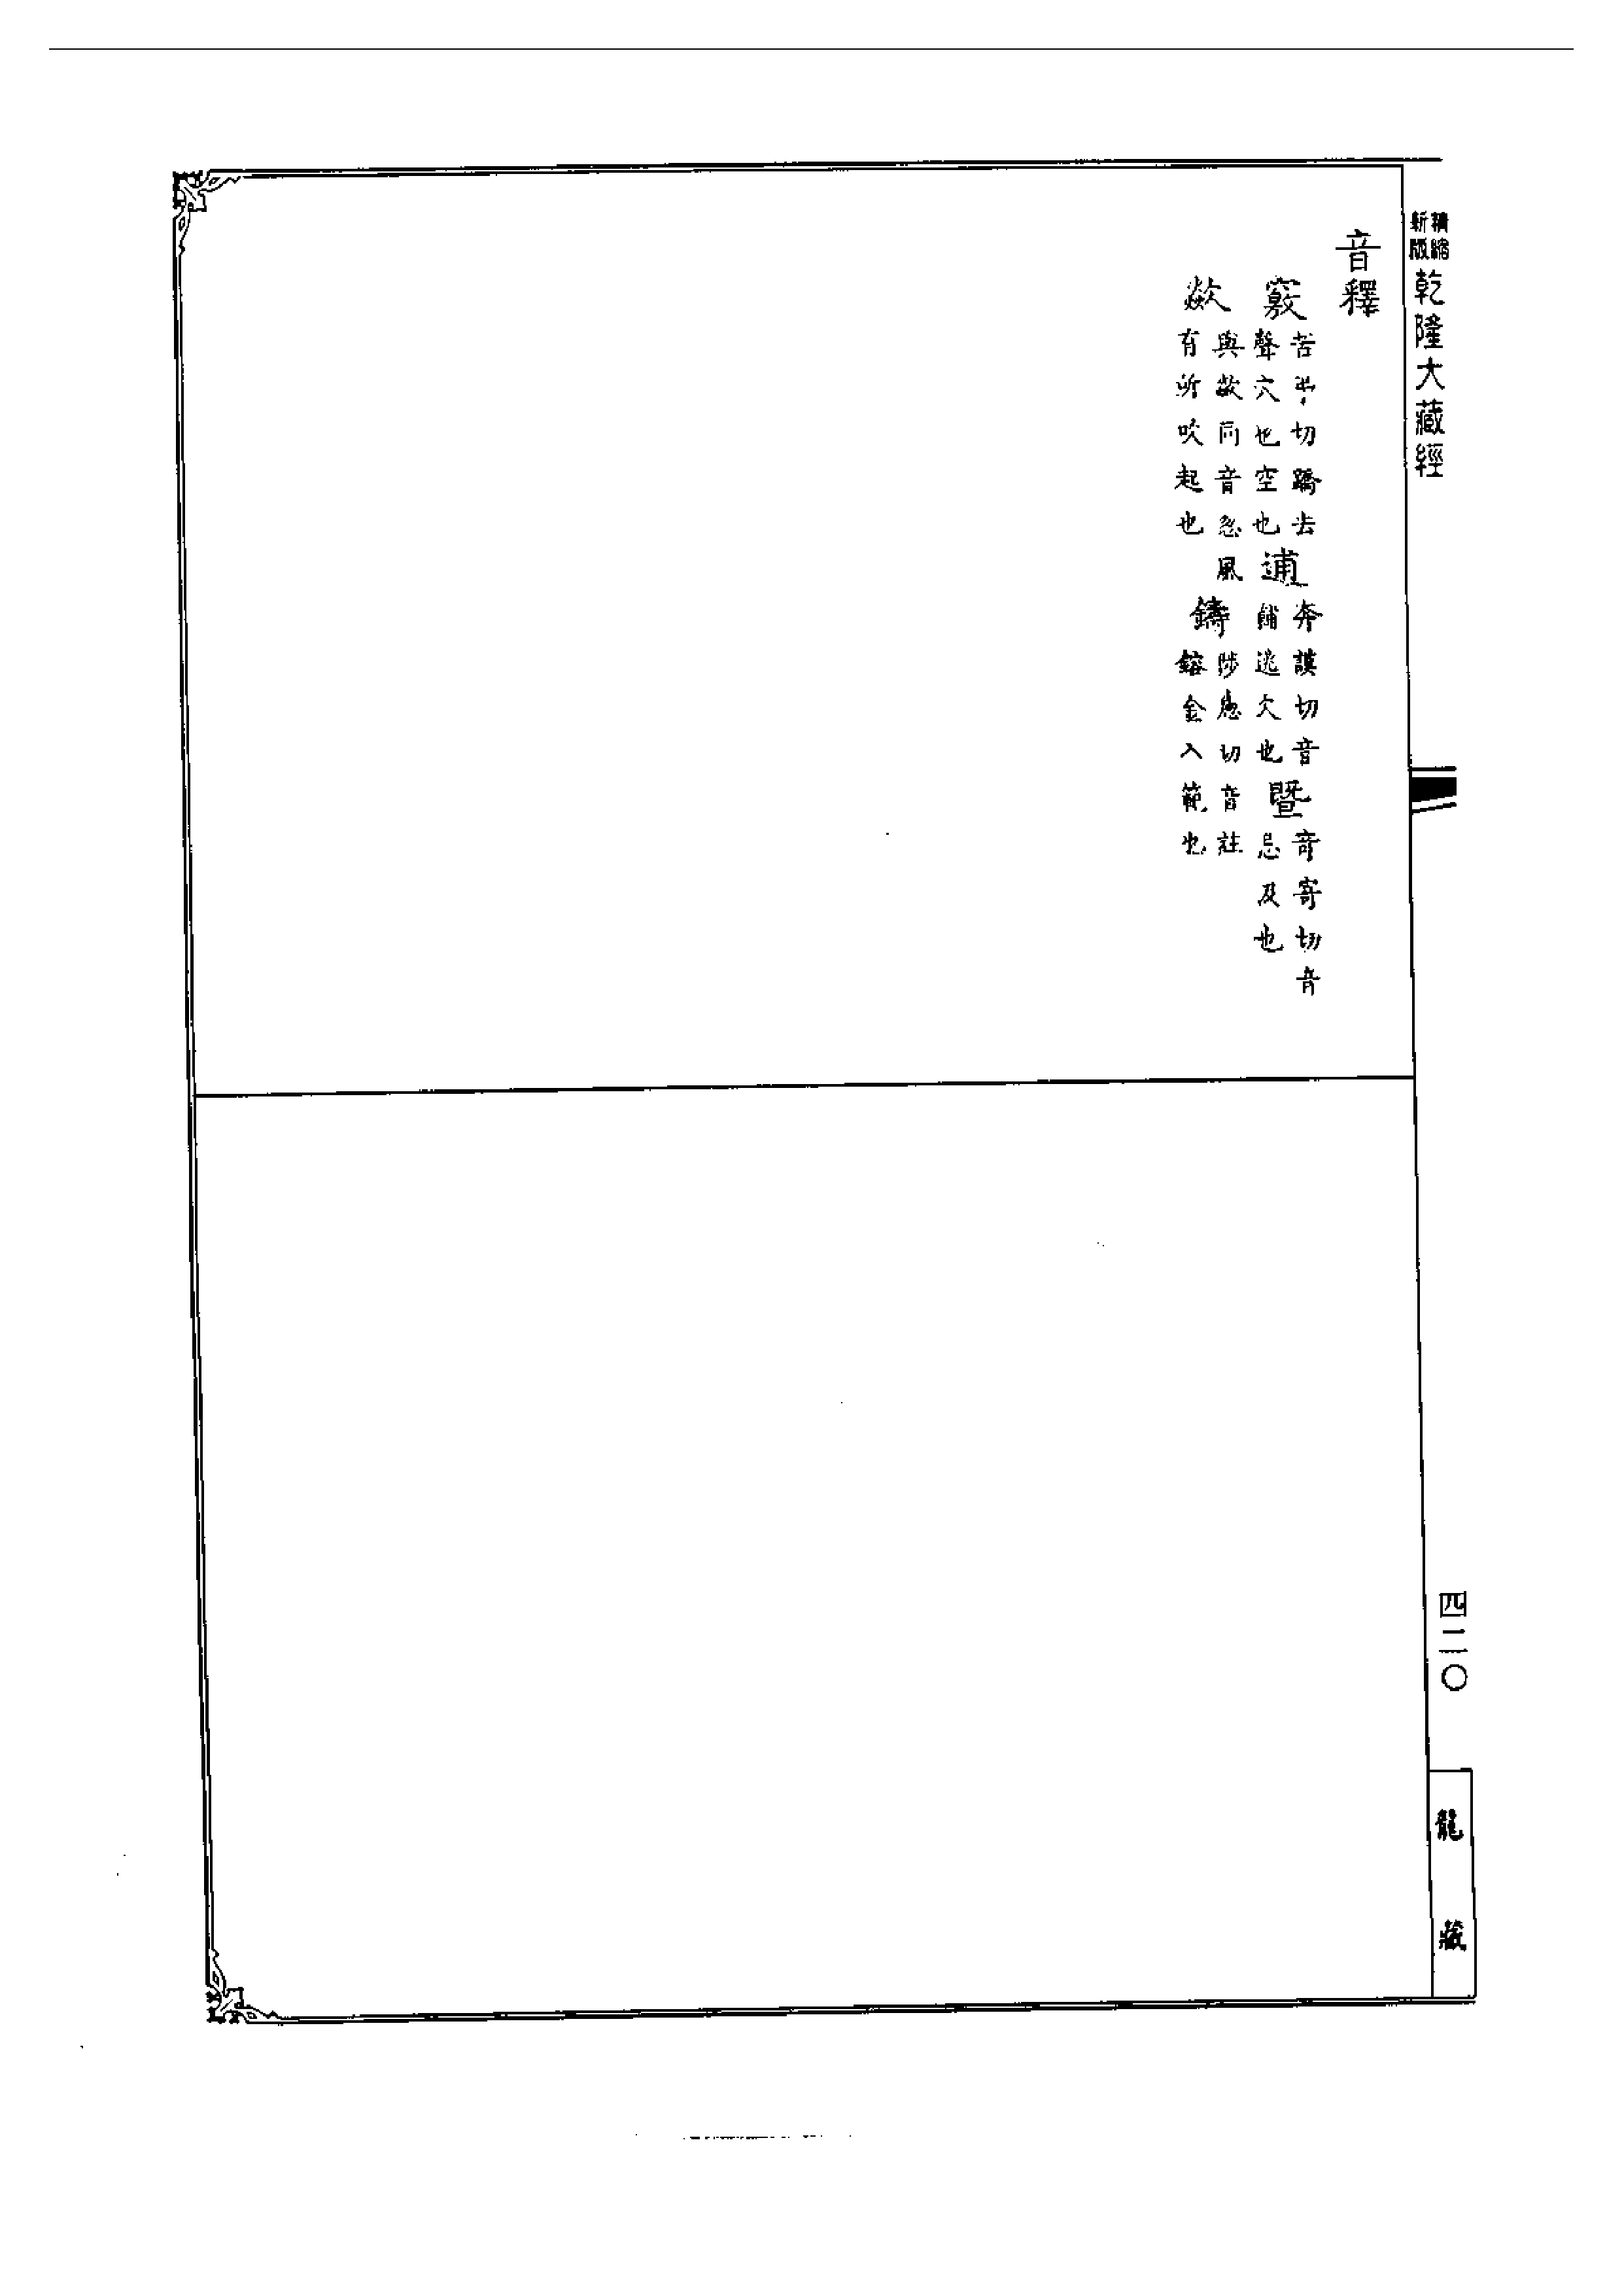 精縮新版 乾隆大藏經
音釋
竅 苦弔切蹻去聲穴也空也 逋 奔謨切音餔逃欠也 暨 奇寄切音忌及也
歘 與欻同音忽風有所吹起也 鑄 陟慮切音註鎔金入範也
四二〇
龍藏